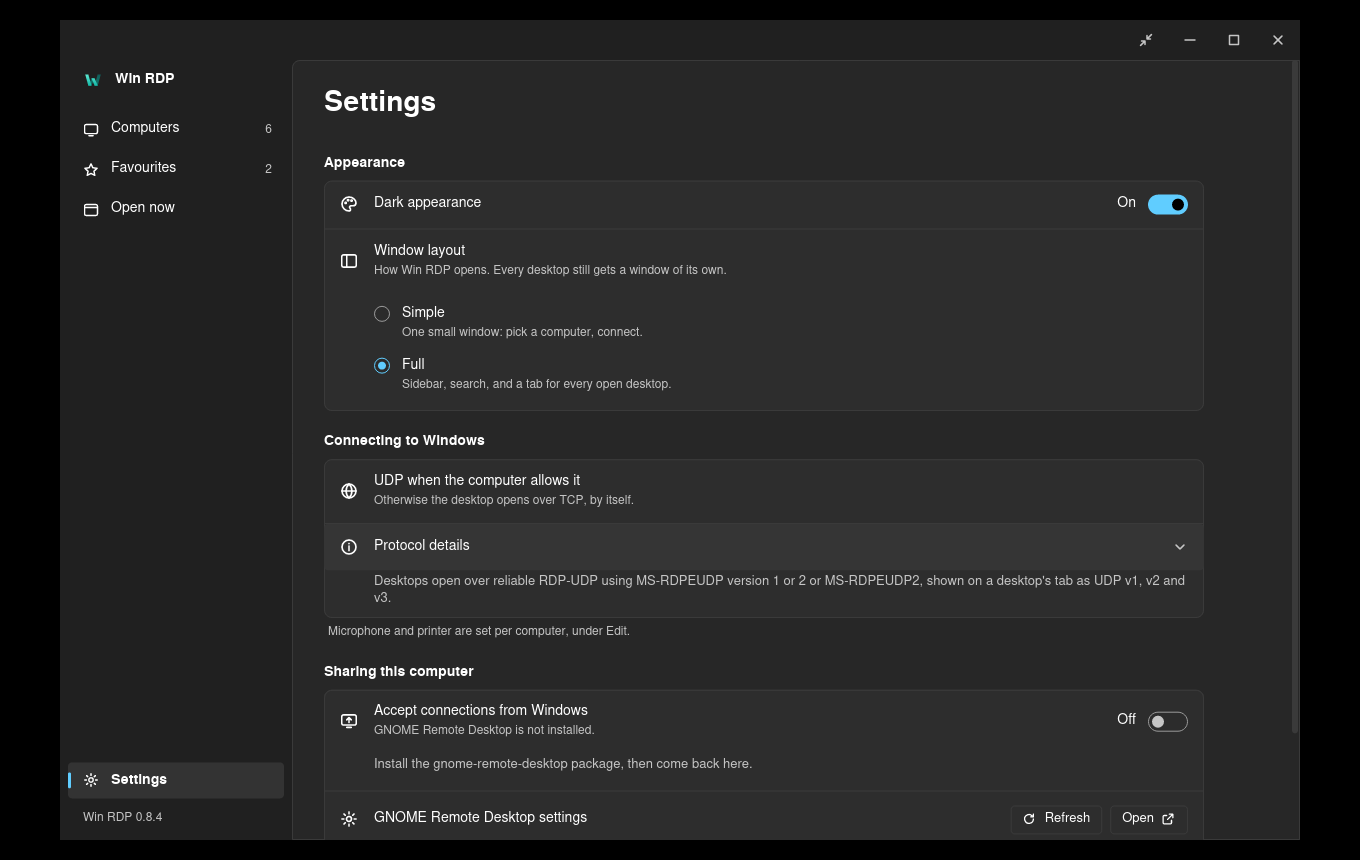 Win RDP
Computers 6
Favourites 2
Open now
Settings
Win RDP 0.8.4
Settings
Appearance
Dark appearance On
Window layout
How Win RDP opens. Every desktop still gets a window of its own.
Simple
One small window: pick a computer, connect.
Full
Sidebar, search, and a tab for every open desktop.
Connecting to Windows
UDP when the computer allows it
Otherwise the desktop opens over TCP, by itself.
Protocol details
Desktops open over reliable RDP-UDP using MS-RDPEUDP version 1 or 2 or MS-RDPEUDP2, shown on a desktop's tab as UDP v1, v2 and
v3.
Microphone and printer are set per computer, under Edit.
Sharing this computer
Accept connections from Windows Off
GNOME Remote Desktop is not installed.
Install the gnome-remote-desktop package, then come back here.
GNOME Remote Desktop settings Refresh Open